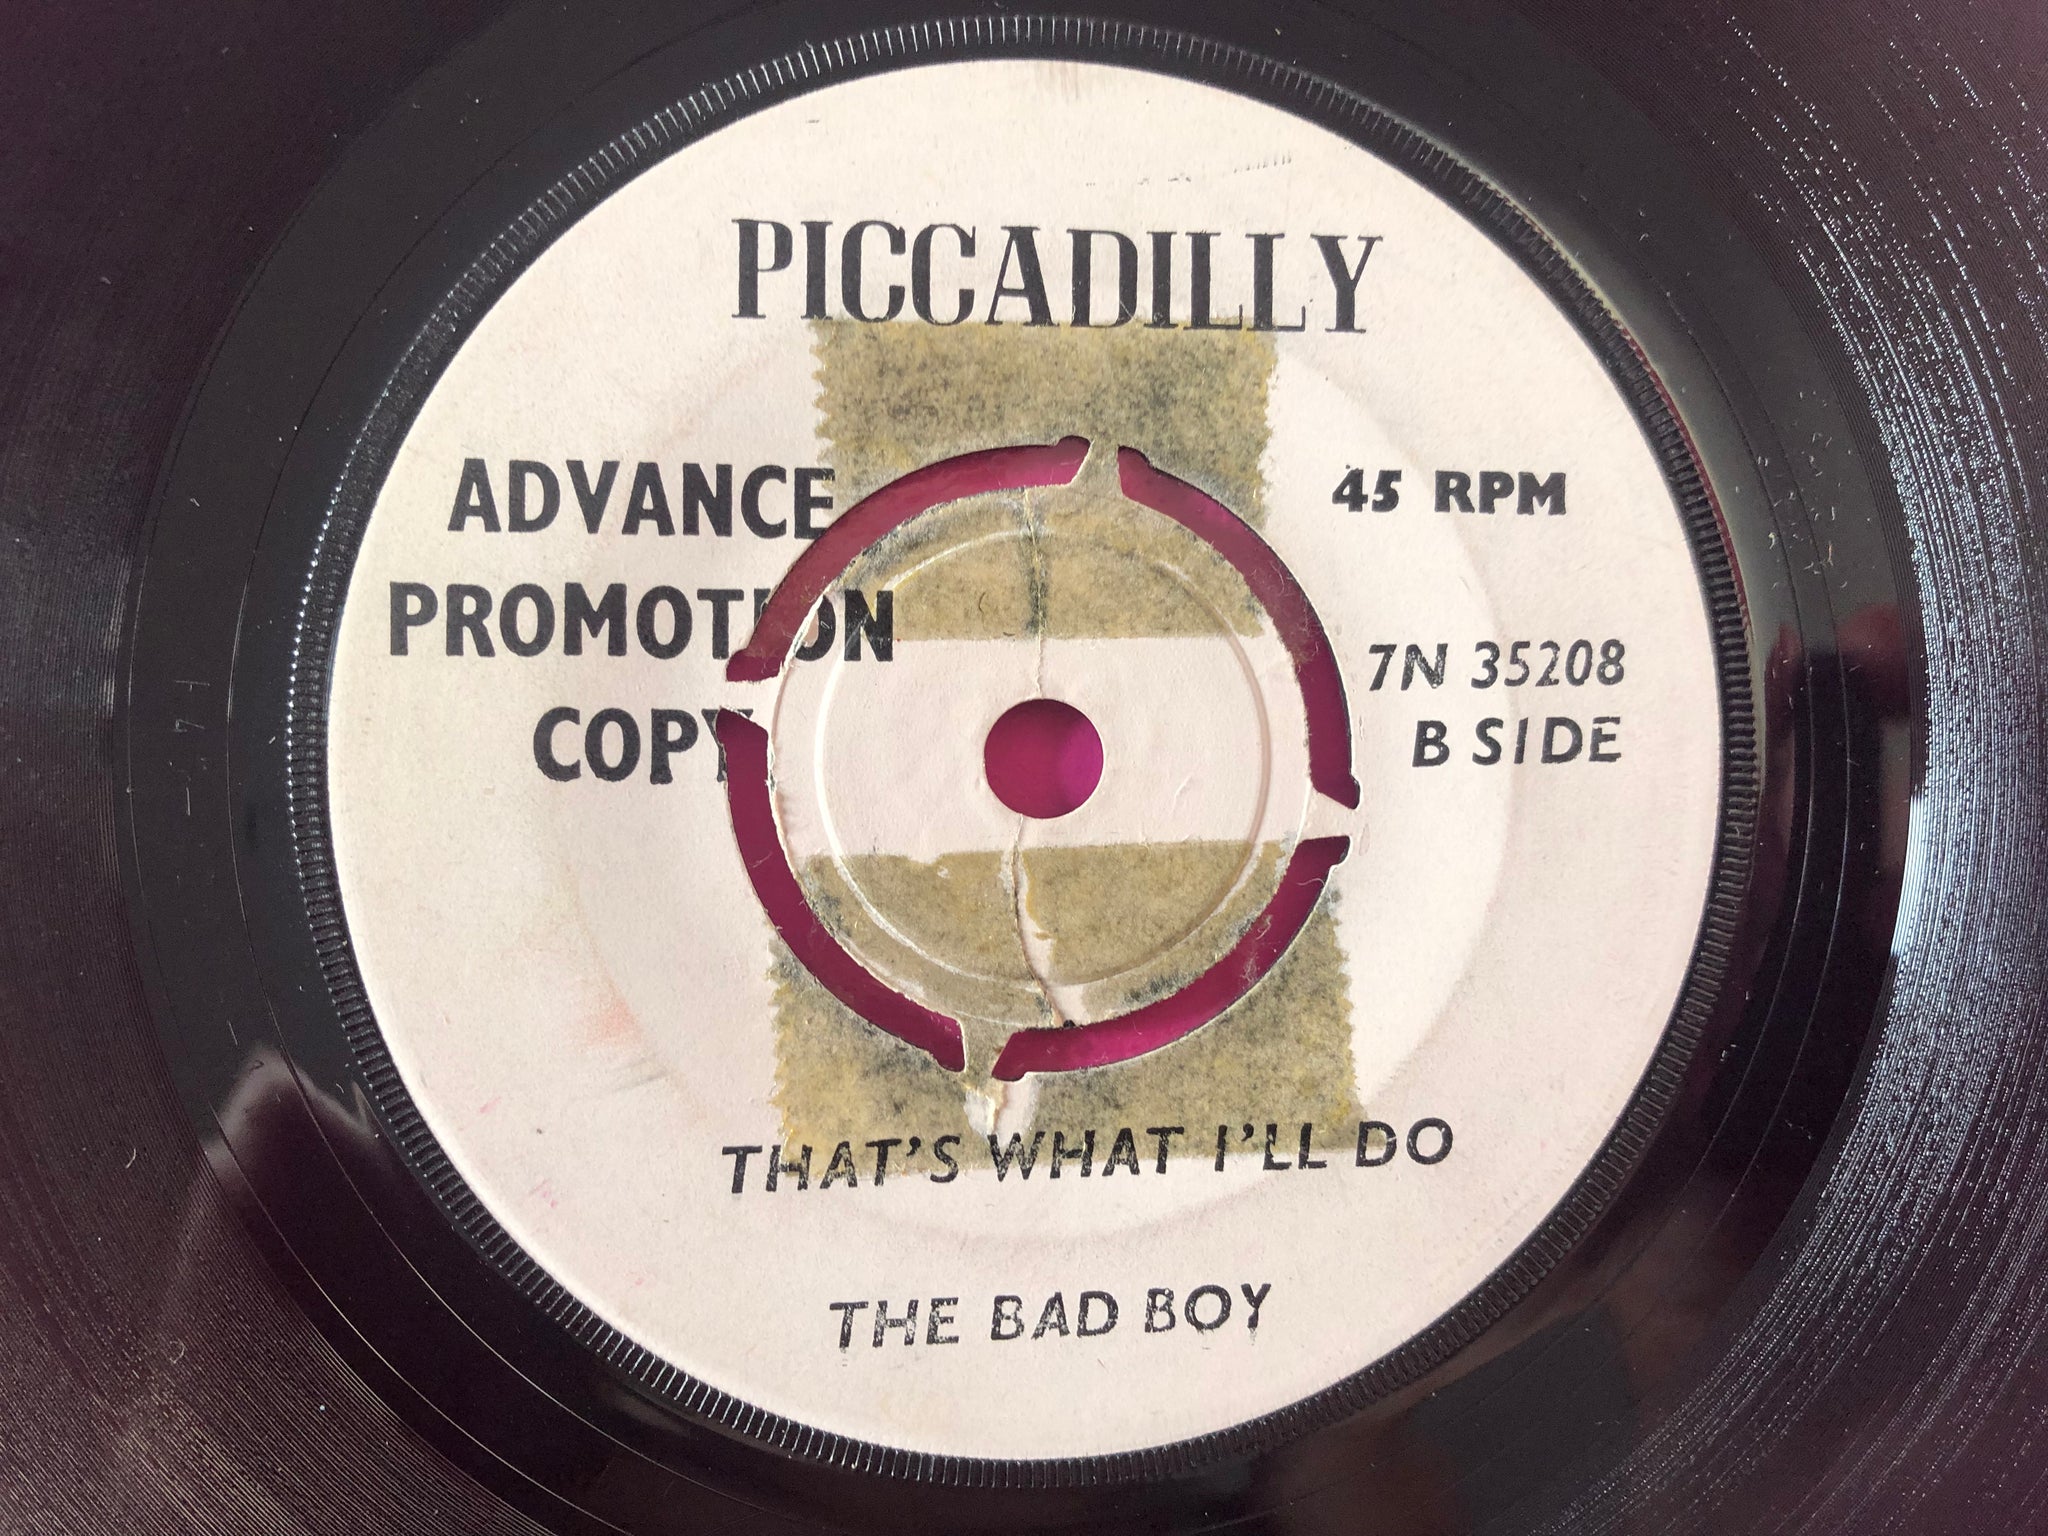 PICCADILLY
ADVANCE
PROMOTION
COPY
45 RPM
7N 35208
B SIDE
THAT'S WHAT I'LL DO
THE BAD BOY